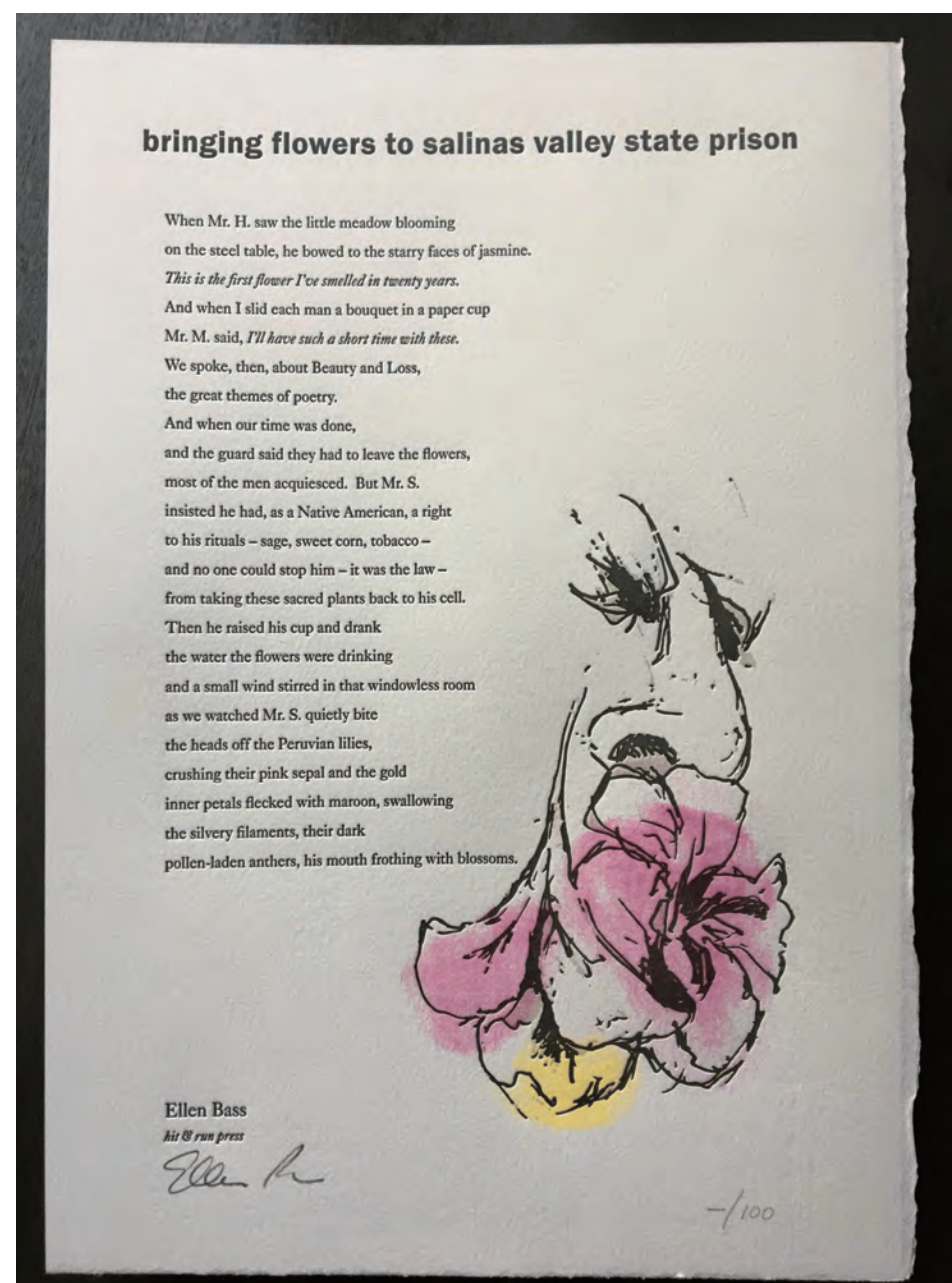 bringing flowers to salinas valley state prison
When Mr. H. saw the little meadow blooming
on the steel table, he bowed to the starry faces of jasmine.
This is the first flower I've smelled in twenty years.
And when I slid each man a bouquet in a paper cup
Mr. M. said, I'll have such a short time with these.
We spoke, then, about Beauty and Loss,
the great themes of poetry.
And when our time was done,
and the guard said they had to leave the flowers,
most of the men acquiesced. But Mr. S.
insisted he had, as a Native American, a right
to his rituals – sage, sweet corn, tobacco –
and no one could stop him – it was the law –
from taking these sacred plants back to his cell.
Then he raised his cup and drank
the water the flowers were drinking
and a small wind stirred in that windowless room
as we watched Mr. S. quietly bite
the heads off the Peruvian lilies,
crushing their pink sepal and the gold
inner petals flecked with maroon, swallowing
the silvery filaments, their dark
pollen-laden anthers, his mouth frothing with blossoms.
Ellen Bass
hit & run press
Ellen B
–/100